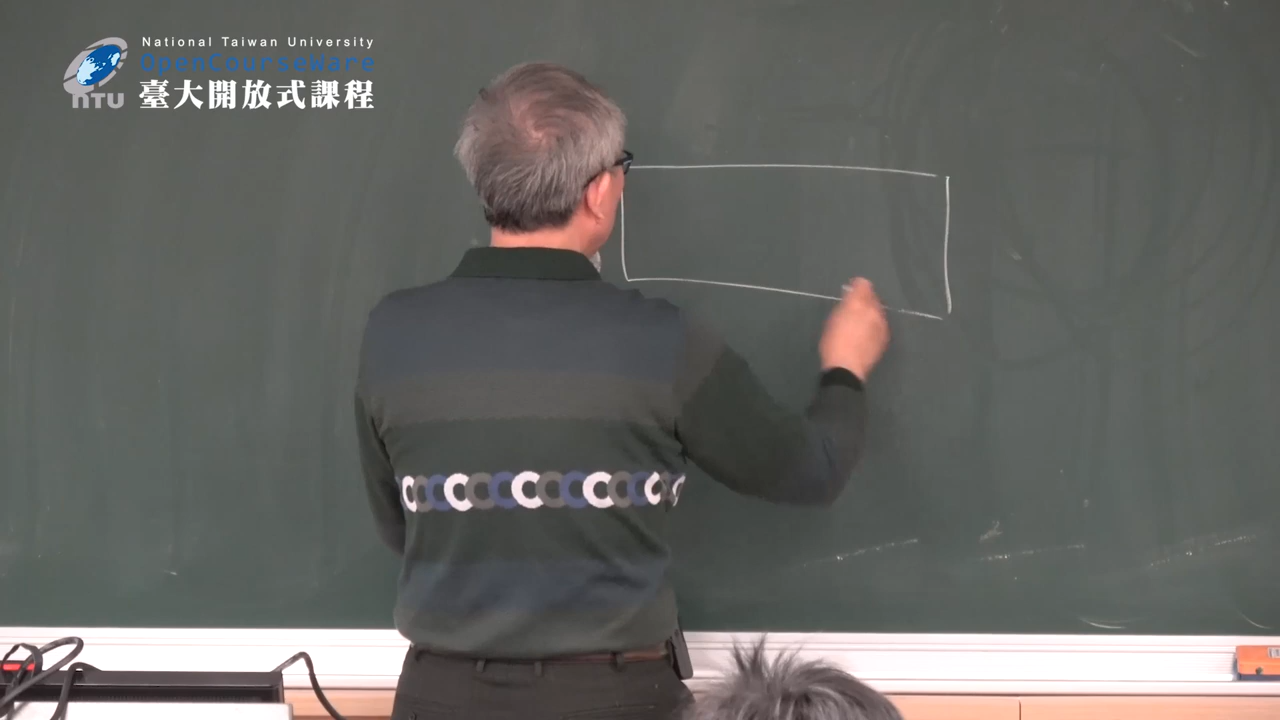 National Taiwan University
OpenCourseWare
NTU
臺大開放式課程